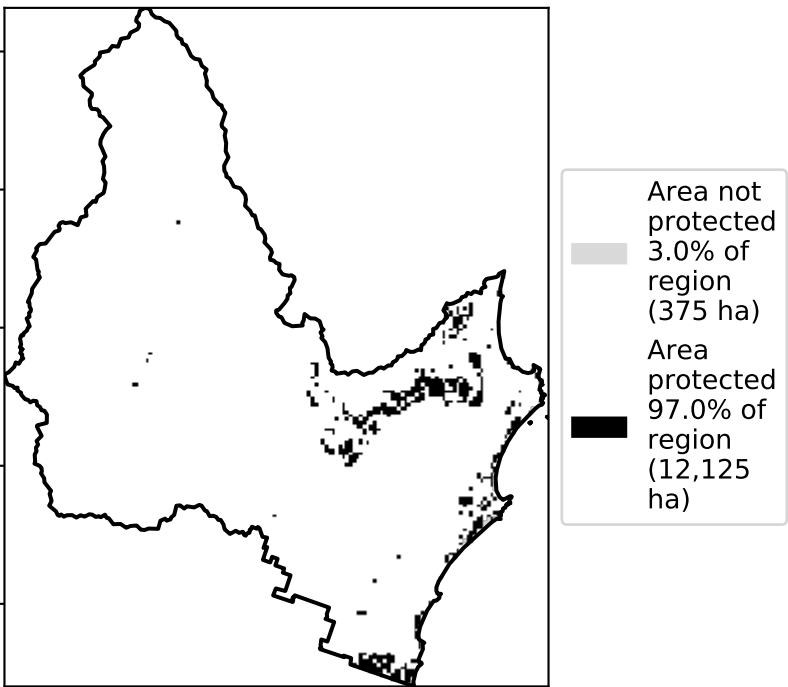 Area not
protected
3.0% of
region
(375 ha)
Area
protected
97.0% of
region
(12,125
ha)